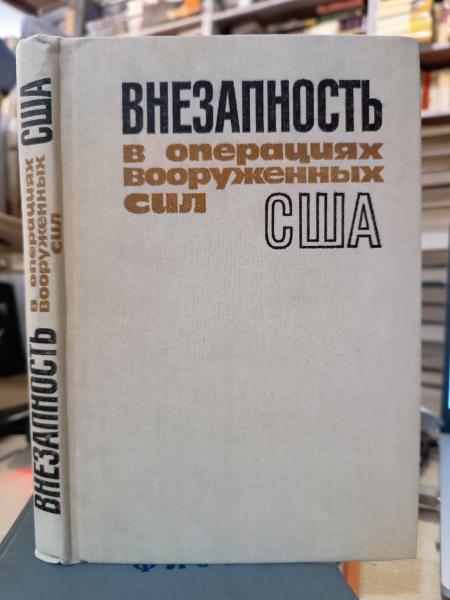 ВНЕЗАПНОСТЬ
в операциях
вооруженных
сил
США
ВНЕЗАПНОСТЬ
в операциях
вооруженных
сил
США